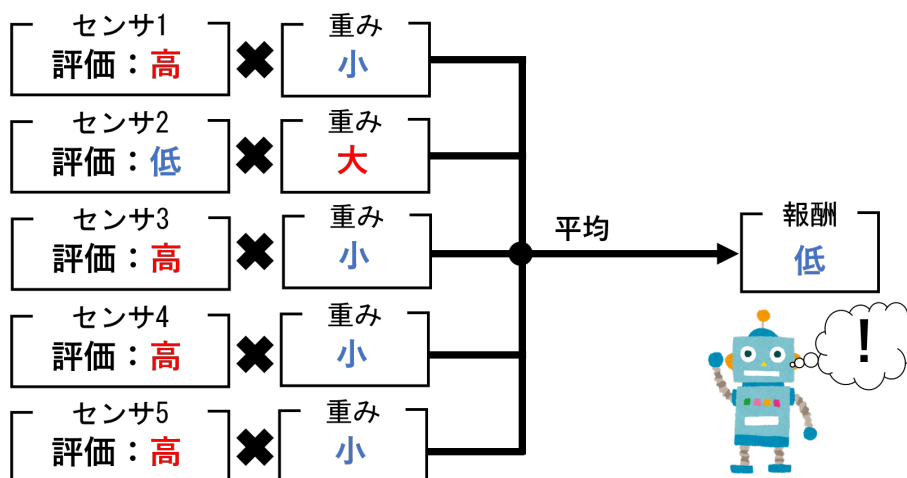 センサ1
評価：高
✖
重み
小
センサ2
評価：低
✖
重み
大
センサ3
評価：高
✖
重み
小
平均
報酬
低
センサ4
評価：高
✖
重み
小
!
センサ5
評価：高
✖
重み
小